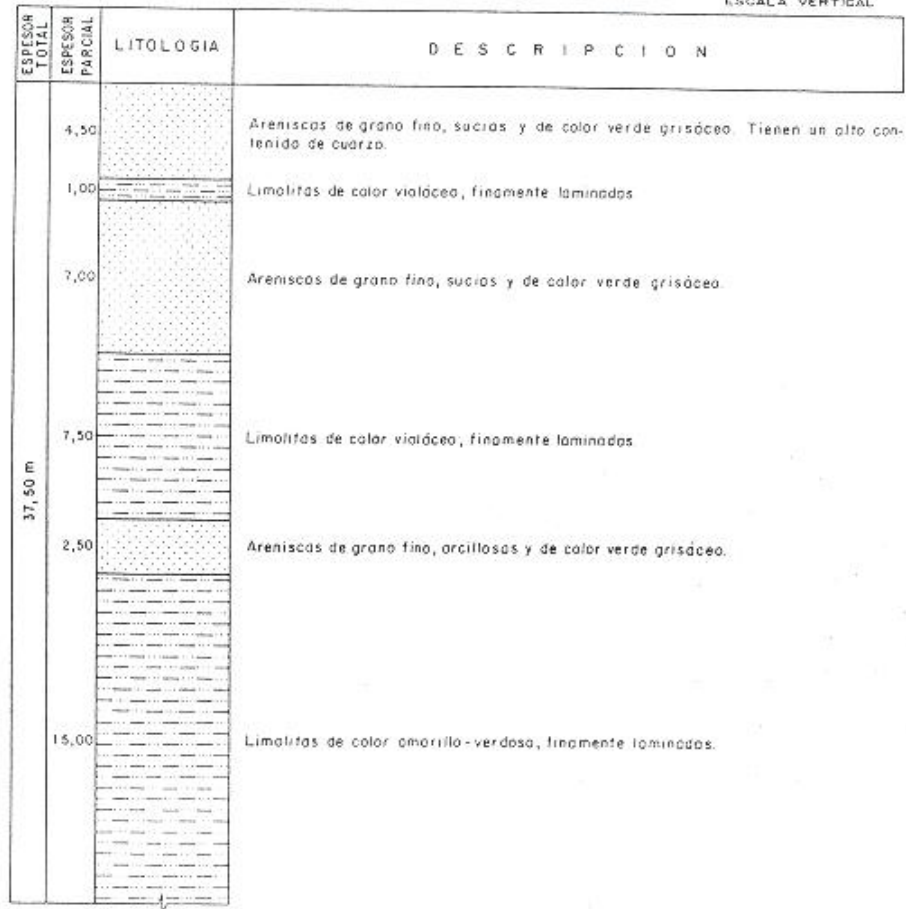 ESCALA VERTICAL
ESPESOR TOTAL
ESPESOR PARCIAL
LITOLOGIA
DESCRIPCION
4,50
Areniscas de grano fino, sucias y de color verde grisáceo. Tienen un alto con-
tenido de cuarzo.
1,00
Limolitas de color violáceo, finamente laminadas
7,00
Areniscas de grano fino, sucias y de color verde grisáceo.
7,50
Limolitas de color violáceo, finamente laminadas
37,50 m
2,50
Areniscas de grano fino, arcillosas y de color verde grisáceo.
15,00
Limolitas de color amarillo-verdoso, finamente laminadas.